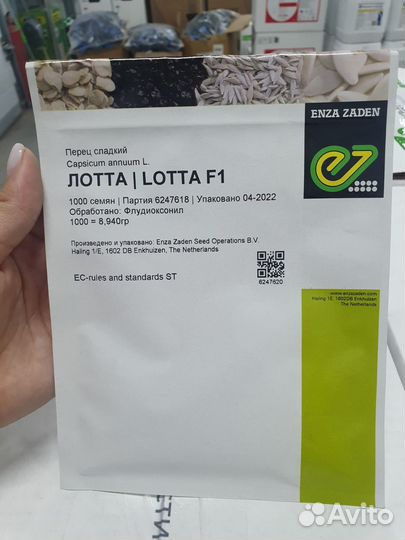 ENZA ZADEN
Перец сладкий
Capsicum annuum L.
ЛОТТА | LOTTA F1
1000 семян | Партия 6247618 | Упаковано 04-2022
Обработано: Флудиоксонил
1000 = 8,940гр
Произведено и упаковано: Enza Zaden Seed Operations B.V.
Haling 1/E, 1602 DB Enkhuizen, The Netherlands
6247620
EC-rules and standards ST
www.enzazaden.com
Haling 1E, 1602DB Enkhuizen
The Netherlands
Avito